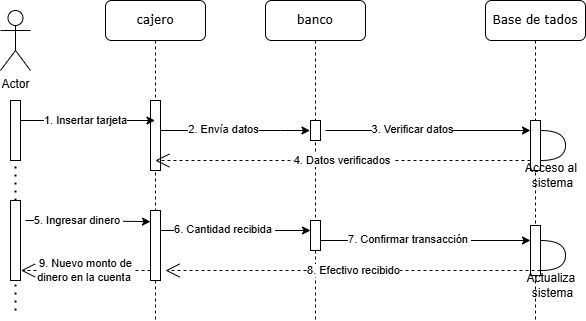 cajero
banco
Base de tados
Actor
1. Insertar tarjeta
2. Envía datos
3. Verificar datos
4. Datos verificados
Acceso al
sistema
5. Ingresar dinero
6. Cantidad recibida
7. Confirmar transacción
9. Nuevo monto de
dinero en la cuenta
8. Efectivo recibido
Actualiza
sistema